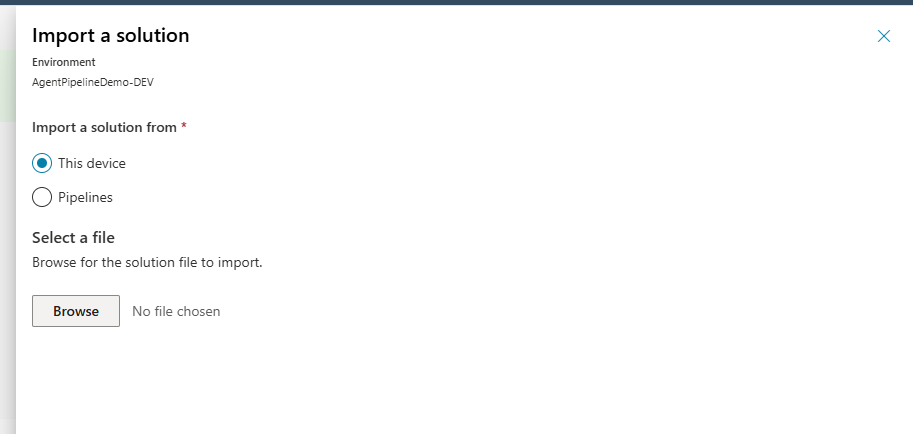 Import a solution
Environment
AgentPipelineDemo-DEV
Import a solution from *
This device
Pipelines
Select a file
Browse for the solution file to import.
Browse No file chosen